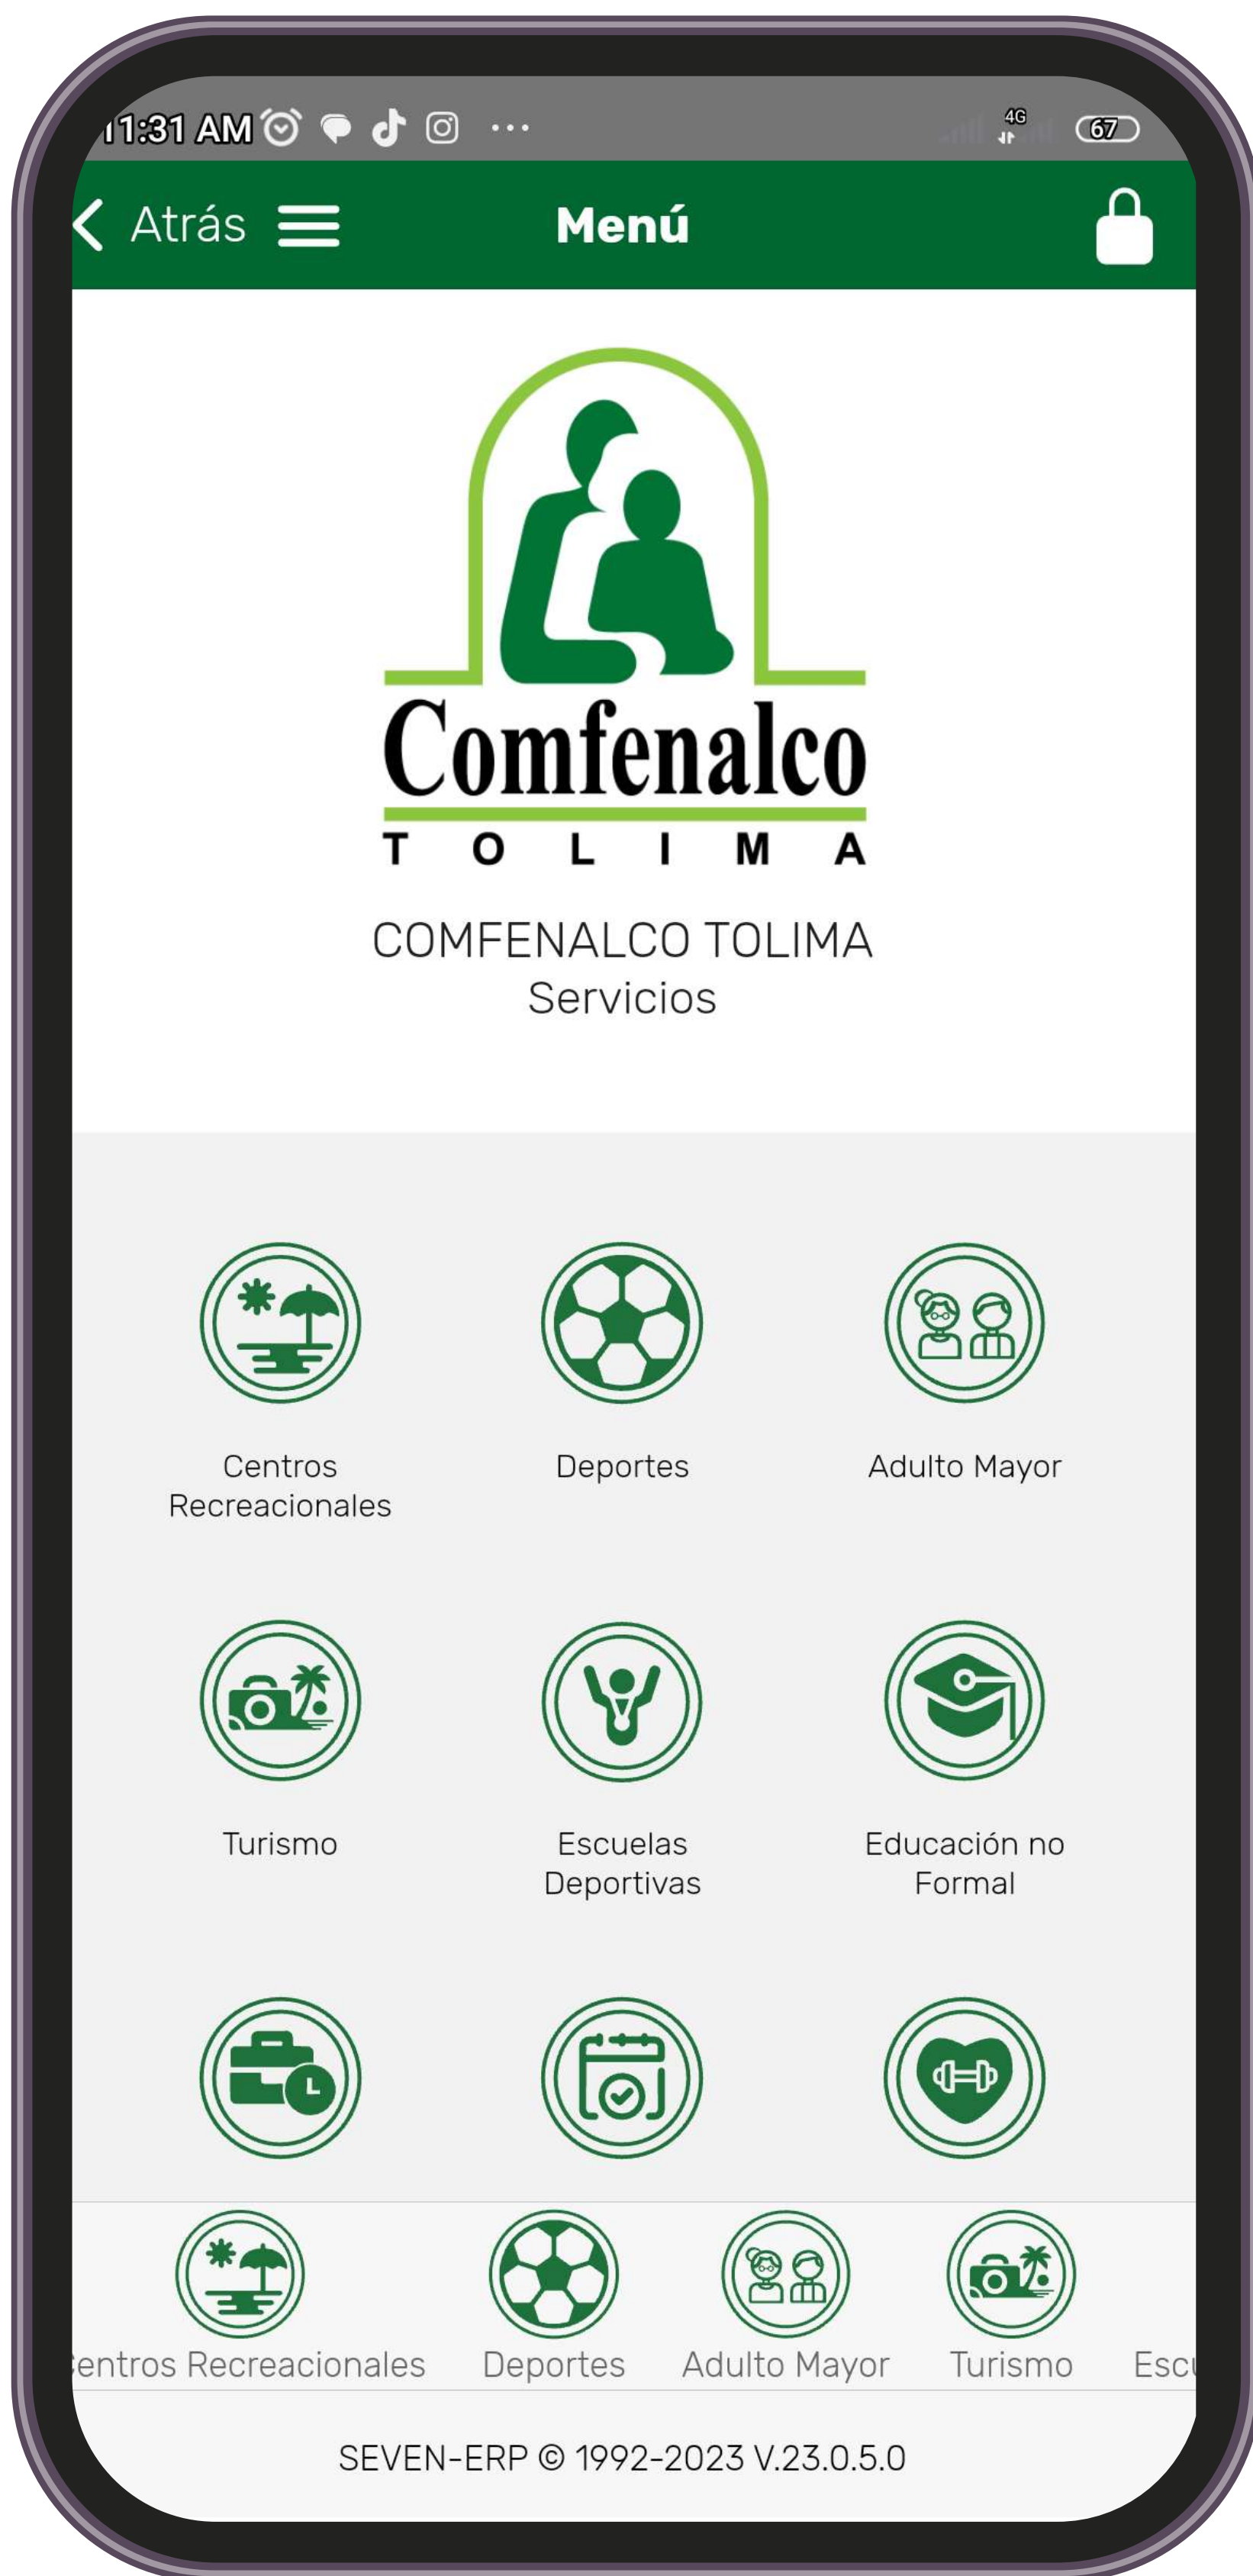 11:31 AM
4G
67
Atrás
Menú
Comfenalco
TOLIMA
COMFENALCO TOLIMA
Servicios
Centros
Recreacionales
Deportes
Adulto Mayor
Turismo
Escuelas
Deportivas
Educación no
Formal
entros Recreacionales Deportes Adulto Mayor Turismo Escu
SEVEN-ERP © 1992-2023 V.23.0.5.0